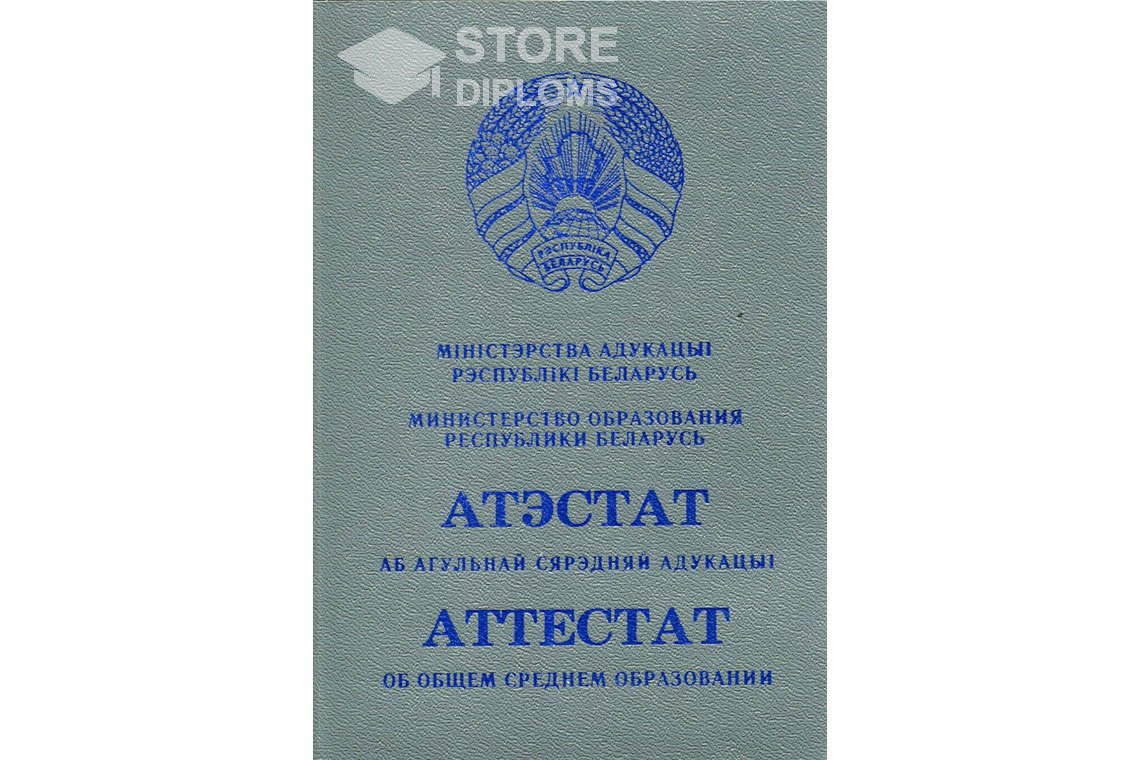 STORE
DIPLOMS
РЭСПУБЛІКА
БЕЛАРУСЬ
МІНІСТЭРСТВА АДУКАЦЫІ
РЭСПУБЛІКІ БЕЛАРУСЬ
МИНИСТЕРСТВО ОБРАЗОВАНИЯ
РЕСПУБЛИКИ БЕЛАРУСЬ
АТЭСТАТ
АБ АГУЛЬНАЙ СЯРЭДНЯЙ АДУКАЦЫІ
АТТЕСТАТ
ОБ ОБЩЕМ СРЕДНЕМ ОБРАЗОВАНИИ